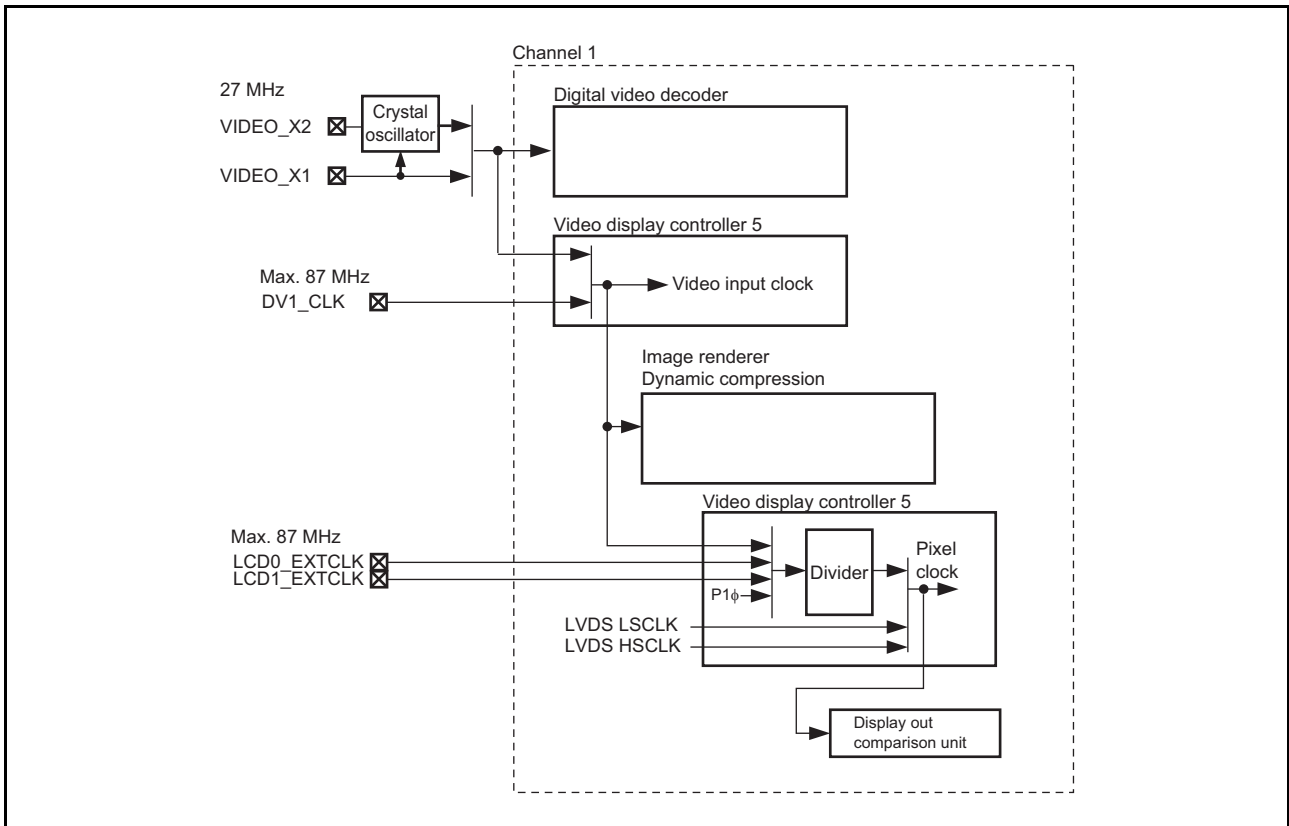 Channel 1
27 MHz
VIDEO_X2
Crystal
oscillator
VIDEO_X1
Digital video decoder
Video display controller 5
Video input clock
Max. 87 MHz
DV1_CLK
Image renderer
Dynamic compression
Video display controller 5
Max. 87 MHz
LCD0_EXTCLK
LCD1_EXTCLK
P1ϕ
Divider
Pixel
clock
LVDS LSCLK
LVDS HSCLK
Display out
comparison unit